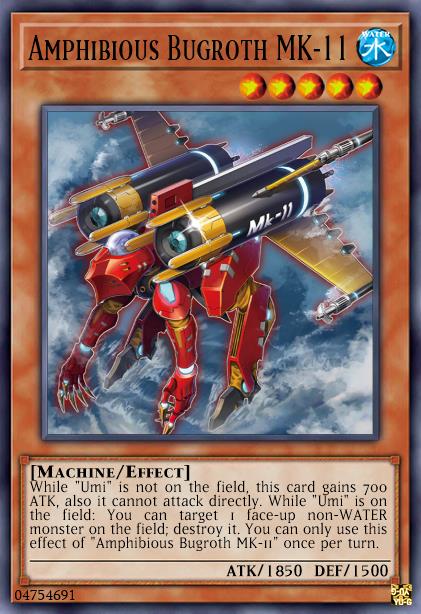 Amphibious Bugroth MK-11
WATER
水
Mk-11
[Machine/Effect]
While "Umi" is not on the field, this card gains 700
ATK, also it cannot attack directly. While "Umi" is on
the field: You can target 1 face-up non-WATER
monster on the field; destroy it. You can only use this
effect of "Amphibious Bugroth MK-11" once per turn.
ATK/1850 DEF/1500
04754691